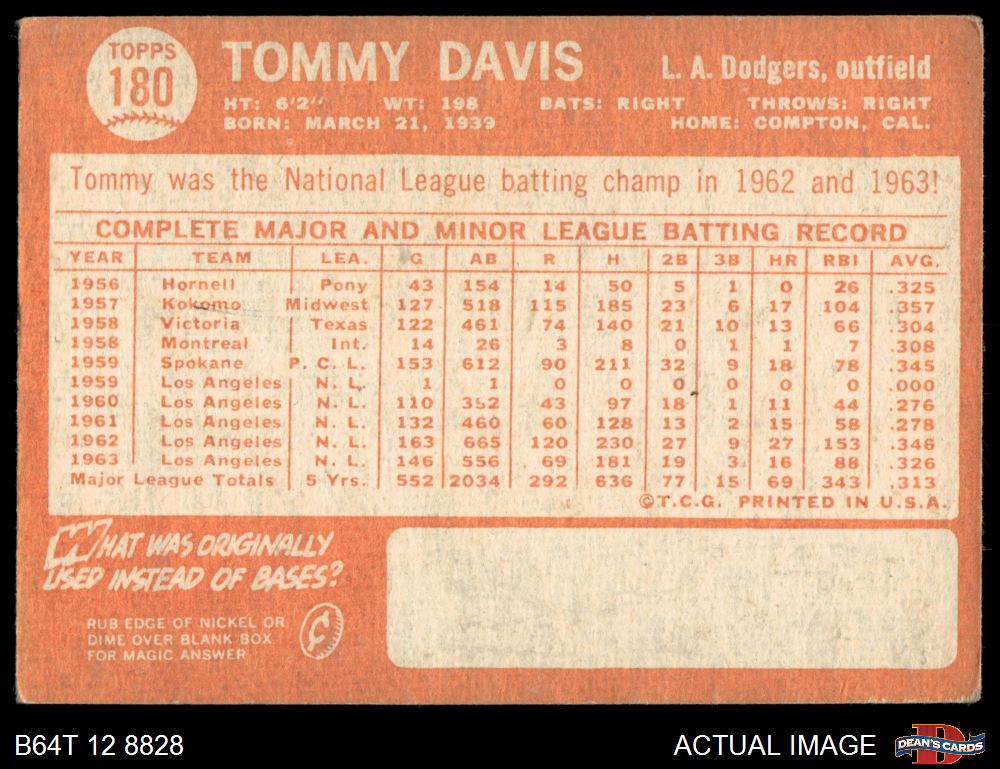 TOPPS
180
TOMMY DAVIS
L. A. Dodgers, outfield
HT: 6'2" WT: 198 BATS: RIGHT THROWS: RIGHT
BORN: MARCH 21, 1939 HOME: COMPTON, CAL.
Tommy was the National League batting champ in 1962 and 1963!
COMPLETE MAJOR AND MINOR LEAGUE BATTING RECORD
YEAR TEAM LEA. G AB R H 2B 3B HR RBI AVG.
1956 Hornell Pony 43 154 14 50 5 1 0 26 .325
1957 Kokomo Midwest 127 518 115 185 23 6 17 104 .357
1958 Victoria Texas 122 461 74 140 21 10 13 66 .304
1958 Montreal Int. 14 26 3 8 0 1 1 7 .308
1959 Spokane P. C. L. 153 612 90 211 32 9 18 78 .345
1959 Los Angeles N. L. 1 1 0 0 0 0 0 0 .000
1960 Los Angeles N. L. 110 352 43 97 18 1 11 44 .276
1961 Los Angeles N. L. 132 460 60 128 13 2 15 58 .278
1962 Los Angeles N. L. 163 665 120 230 27 9 27 153 .346
1963 Los Angeles N. L. 146 556 69 181 19 3 16 88 .326
Major League Totals 5 Yrs. 552 2034 292 636 77 15 69 343 .313
©T.C.G. PRINTED IN U.S.A.
WHAT WAS ORIGINALLY
USED INSTEAD OF BASES?
RUB EDGE OF NICKEL OR
DIME OVER BLANK BOX
FOR MAGIC ANSWER
¢
B64T 12 8828
ACTUAL IMAGE
D
DEAN'S CARDS